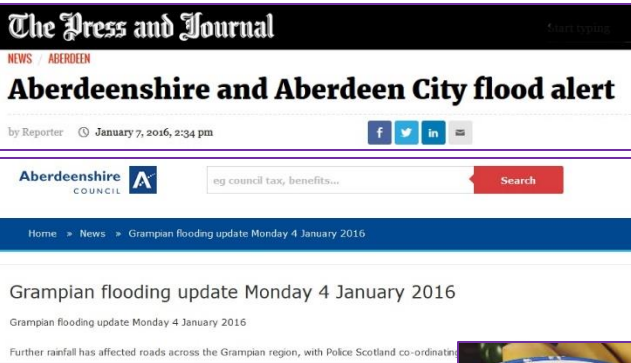 The Press and Journal
Start typing
NEWS / ABERDEEN
Aberdeenshire and Aberdeen City flood alert
by Reporter January 7, 2016, 2:34 pm
Aberdeenshire
COUNCIL
eg council tax, benefits...
Search
Home » News » Grampian flooding update Monday 4 January 2016
Grampian flooding update Monday 4 January 2016
Grampian flooding update Monday 4 January 2016
Further rainfall has affected roads across the Grampian region, with Police Scotland co-ordinating